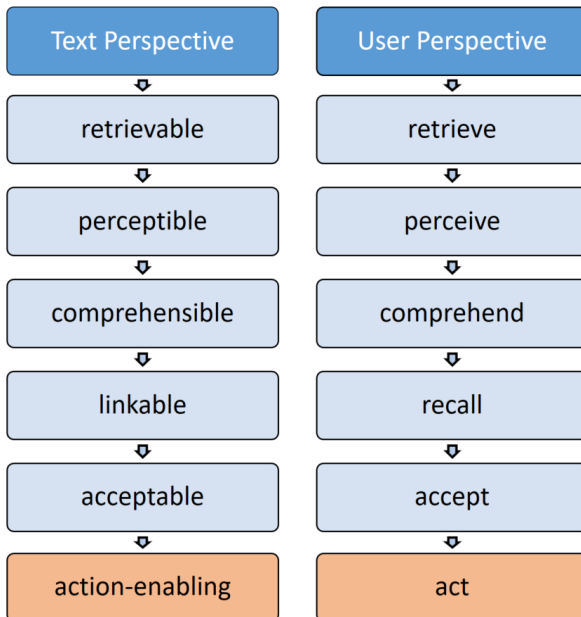 Text Perspective
retrievable
perceptible
comprehensible
linkable
acceptable
action-enabling
User Perspective
retrieve
perceive
comprehend
recall
accept
act